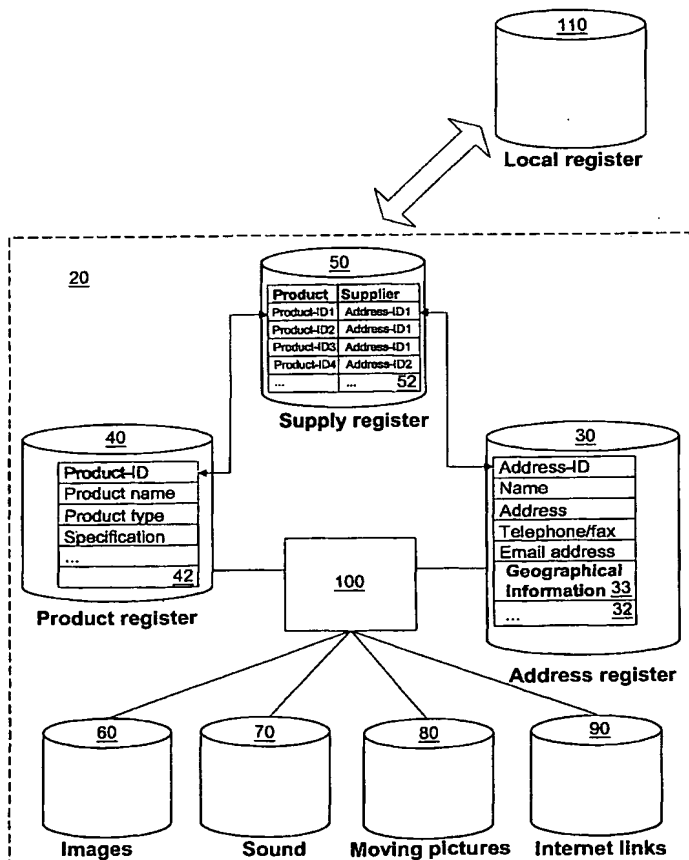 110
Local register
20
50
Product Supplier
Product-ID1 Address-ID1
Product-ID2 Address-ID1
Product-ID3 Address-ID1
Product-ID4 Address-ID2
... ...
52
Supply register
40
Product-ID
Product name
Product type
Specification
...
42
Product register
30
Address-ID
Name
Address
Telephone/fax
Email address
Geographical
Information 33
... 32
Address register
100
60
Images
70
Sound
80
Moving pictures
90
Internet links